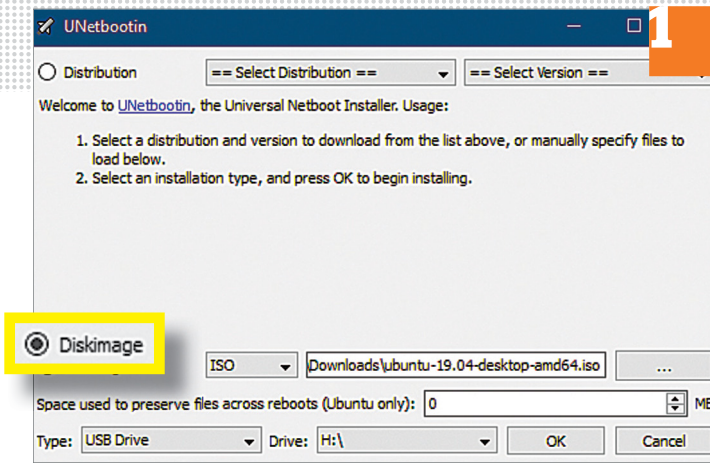 UNetbootin
1
Distribution == Select Distribution == == Select Version ==
Welcome to UNetbootin, the Universal Netboot Installer. Usage:
1. Select a distribution and version to download from the list above, or manually specify files to
load below.
2. Select an installation type, and press OK to begin installing.
Diskimage
ISO \Downloads\ubuntu-19.04-desktop-amd64.iso ...
Space used to preserve files across reboots (Ubuntu only): 0 MB
Type: USB Drive Drive: H:\ OK Cancel